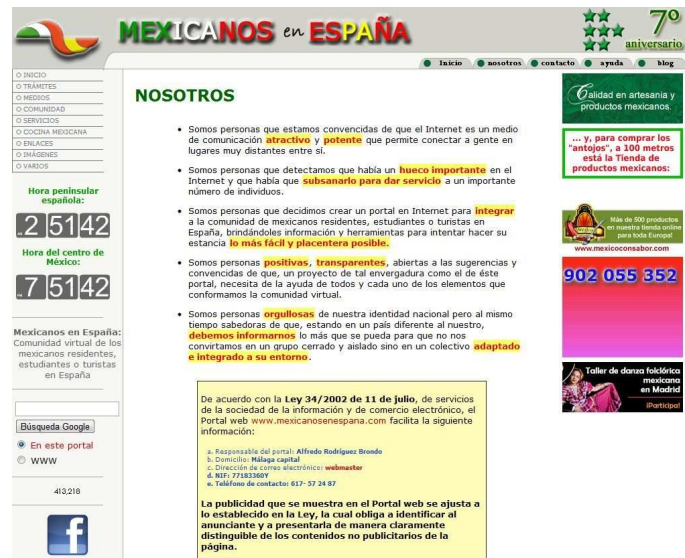 MEXICANOS en ESPAÑA
7º
aniversario
Inicio nosotros contacto ayuda blog
INICIO
TRÁMITES
MEDIOS
COMUNIDAD
SERVICIOS
COCINA MEXICANA
ENLACES
IMÁGENES
VARIOS
Hora peninsular
española:
2 51 42
Hora del centro de
México:
7 51 42
Mexicanos en España:
Comunidad virtual de los
mexicanos residentes,
estudiantes o turistas
en España
Búsqueda Google
En este portal
WWW
413,218
f
NOSOTROS
Somos personas que estamos convencidas de que el Internet es un medio
de comunicación atractivo y potente que permite conectar a gente en
lugares muy distantes entre sí.
Somos personas que detectamos que había un hueco importante en el
Internet y que había que subsanarlo para dar servicio a un importante
número de individuos.
Somos personas que decidimos crear un portal en Internet para integrar
a la comunidad de mexicanos residentes, estudiantes o turistas en
España, brindándoles información y herramientas para intentar hacer su
estancia lo más fácil y placentera posible.
Somos personas positivas, transparentes, abiertas a las sugerencias y
convencidas de que, un proyecto de tal envergadura como el de éste
portal, necesita de la ayuda de todos y cada uno de los elementos que
conformamos la comunidad virtual.
Somos personas orgullosas de nuestra identidad nacional pero al mismo
tiempo sabedoras de que, estando en un país diferente al nuestro,
debemos informarnos lo más que se pueda para que no nos
convirtamos en un grupo cerrado y aislado sino en un colectivo adaptado
e integrado a su entorno.
De acuerdo con la Ley 34/2002 de 11 de julio, de servicios
de la sociedad de la información y de comercio electrónico, el
Portal web www.mexicanosenespana.com facilita la siguiente
información:
a. Responsable del portal: Alfredo Rodríguez Brondo
b. Domicilio: Málaga capital
c. Dirección de correo electrónico: webmaster
d. NIF: 77183360Y
e. Teléfono de contacto: 617- 57 24 87
La publicidad que se muestra en el Portal web se ajusta a
lo establecido en la Ley, la cual obliga a identificar al
anunciante y a presentarla de manera claramente
distinguible de los contenidos no publicitarios de la
página.
Calidad en artesanía y
productos mexicanos
... y, para comprar los
"antojos", a 100 metros
está la Tienda de
productos mexicanos:
Más de 500 productos
en nuestra tienda online
para toda Europa!
www.mexicoconsabor.com
902 055 352
Taller de danza folclórica
mexicana
en Madrid
¡Participa!